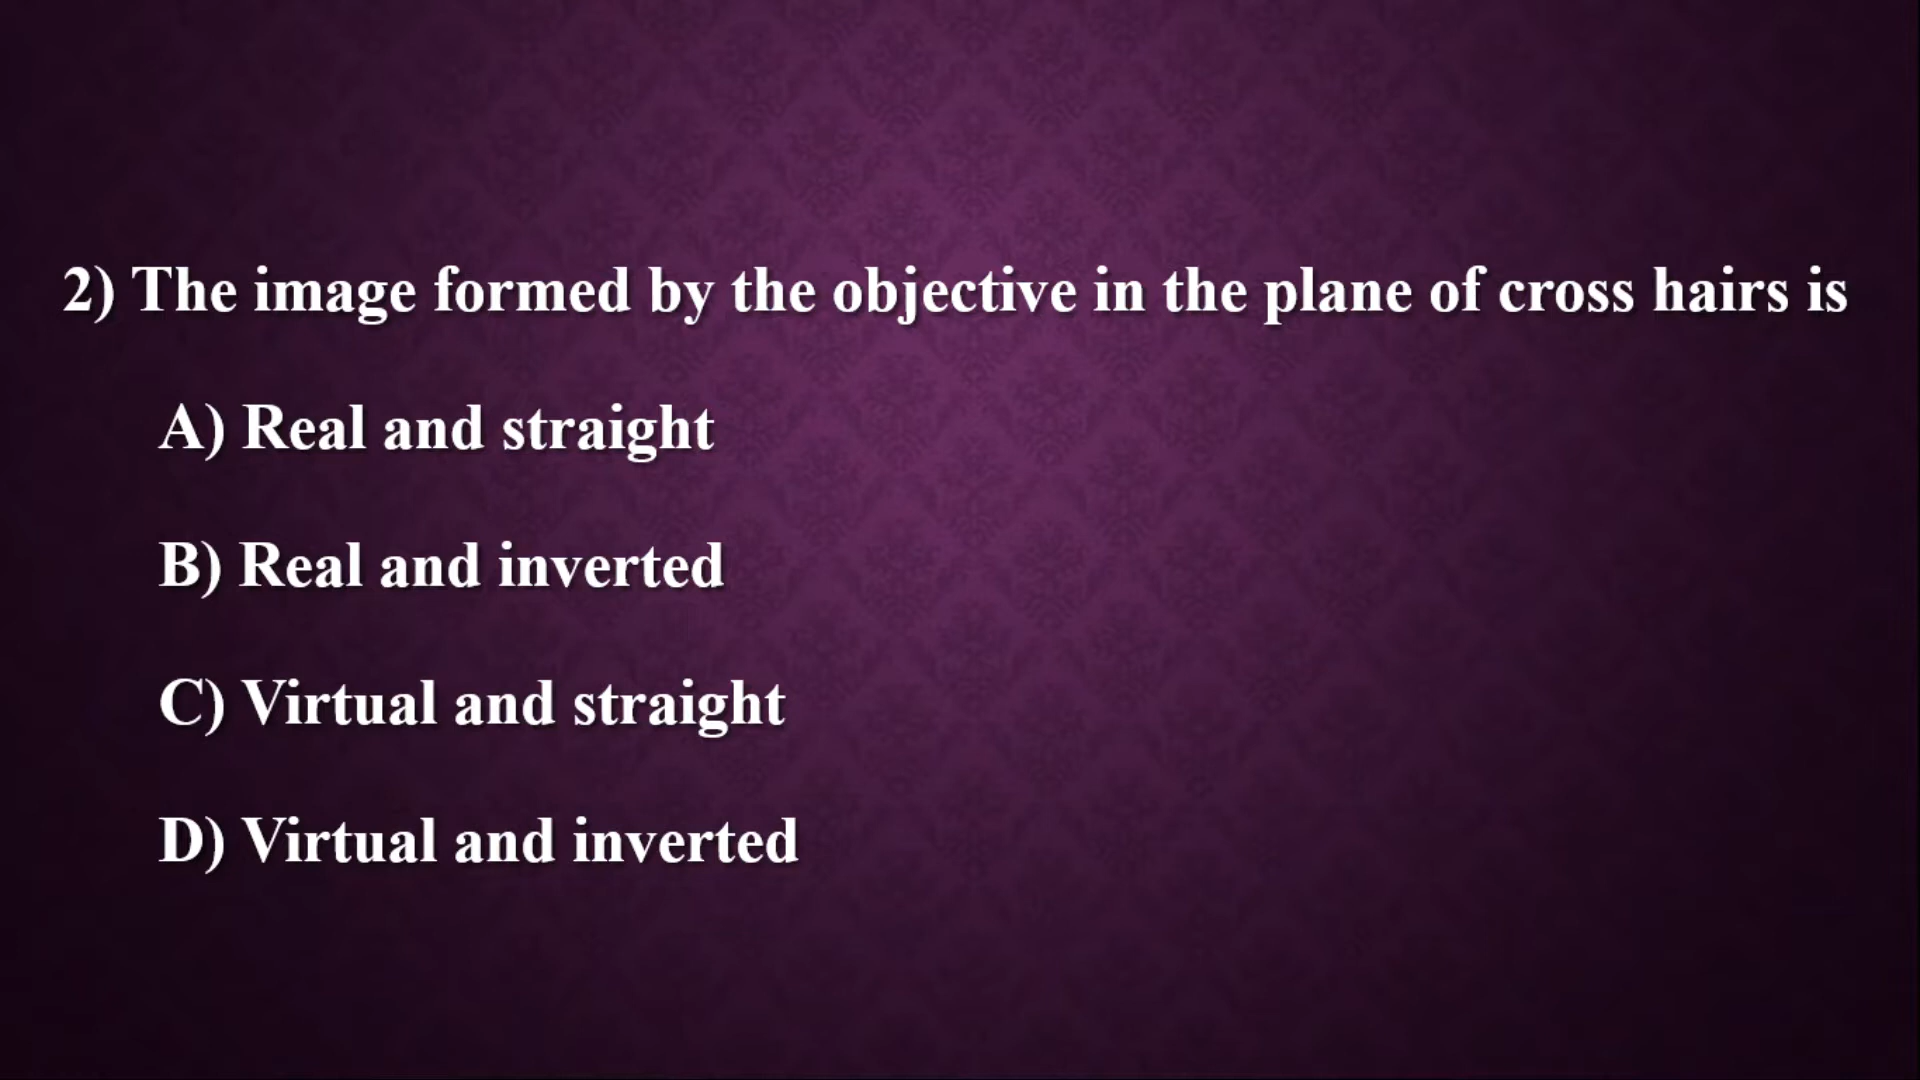 2) The image formed by the objective in the plane of cross hairs is
A) Real and straight
B) Real and inverted
C) Virtual and straight
D) Virtual and inverted